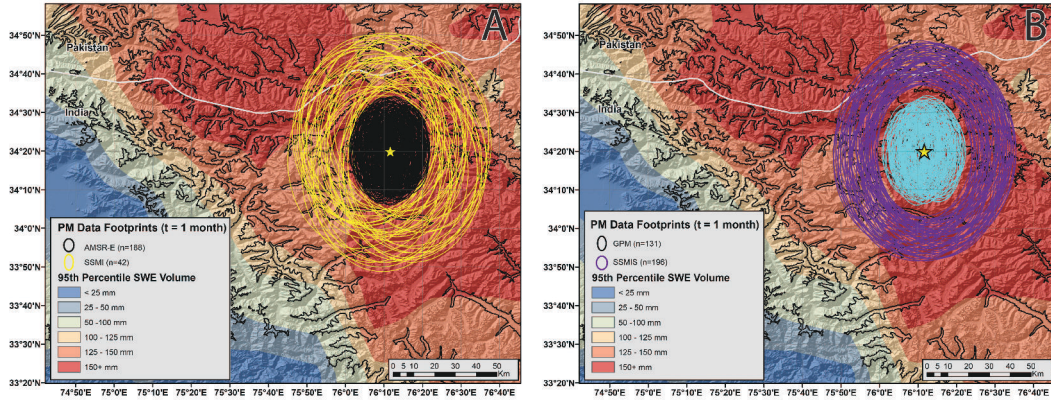 A
34°50'N
34°40'N
34°30'N
34°20'N
34°10'N
34°0'N
33°50'N
33°40'N
33°30'N
33°20'N
Pakistan
India
PM Data Footprints (t = 1 month)
AMSR-E (n=188)
SSMI (n=42)
95th Percentile SWE Volume
< 25 mm
25 - 50 mm
50 -100 mm
100 - 125 mm
125 - 150 mm
150+ mm
0 5 10 20 30 40 50
Km
74°50'E 75°0'E 75°10'E 75°20'E 75°30'E 75°40'E 75°50'E 76°0'E 76°10'E 76°20'E 76°30'E 76°40'E
B
34°50'N
34°40'N
34°30'N
34°20'N
34°10'N
34°0'N
33°50'N
33°40'N
33°30'N
33°20'N
Pakistan
India
PM Data Footprints (t = 1 month)
GPM (n=131)
SSMIS (n=196)
95th Percentile SWE Volume
< 25 mm
25 - 50 mm
50 -100 mm
100 - 125 mm
125 - 150 mm
150+ mm
0 5 10 20 30 40 50
Km
74°50'E 75°0'E 75°10'E 75°20'E 75°30'E 75°40'E 75°50'E 76°0'E 76°10'E 76°20'E 76°30'E 76°40'E